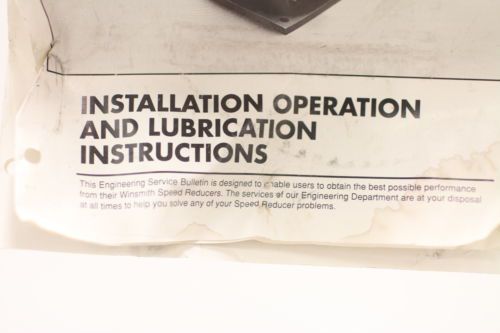 INSTALLATION OPERATION
AND LUBRICATION
INSTRUCTIONS
This Engineering Service Bulletin is designed to enable users to obtain the best possible performance
from their Winsmith Speed Reducers. The services of our Engineering Department are at your disposal
at all times to help you solve any of your Speed Reducer problems.